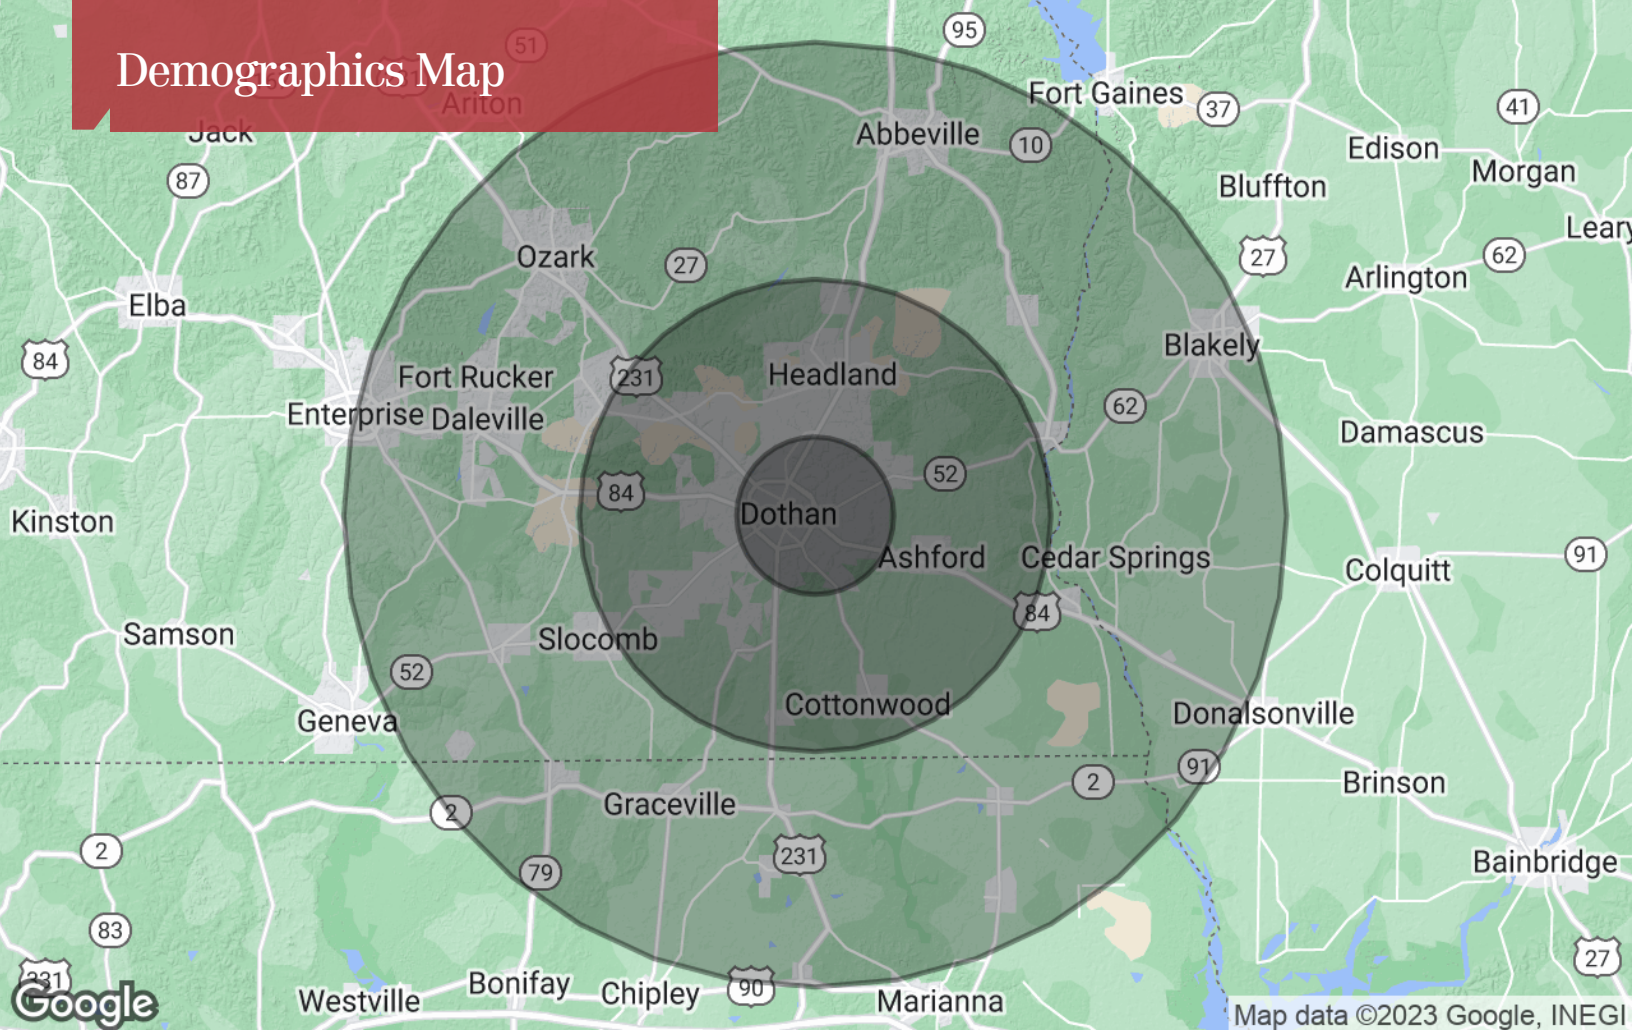 95
51
Demographics Map
Fort Gaines
37
41
Ariton
Jack
Abbeville
10
Edison
Morgan
87
Bluffton
Leary
Ozark
27
27
62
Arlington
Elba
84
Blakely
Fort Rucker
231
Headland
Enterprise
Daleville
62
Damascus
52
84
Dothan
Kinston
Ashford
Cedar Springs
91
Colquitt
84
Samson
Slocomb
52
Geneva
Cottonwood
Donalsonville
91
2
Brinson
Graceville
2
2
231
Bainbridge
79
83
27
331
Bonifay
Chipley
90
Google
Westville
Marianna
Map data ©2023 Google, INEGI